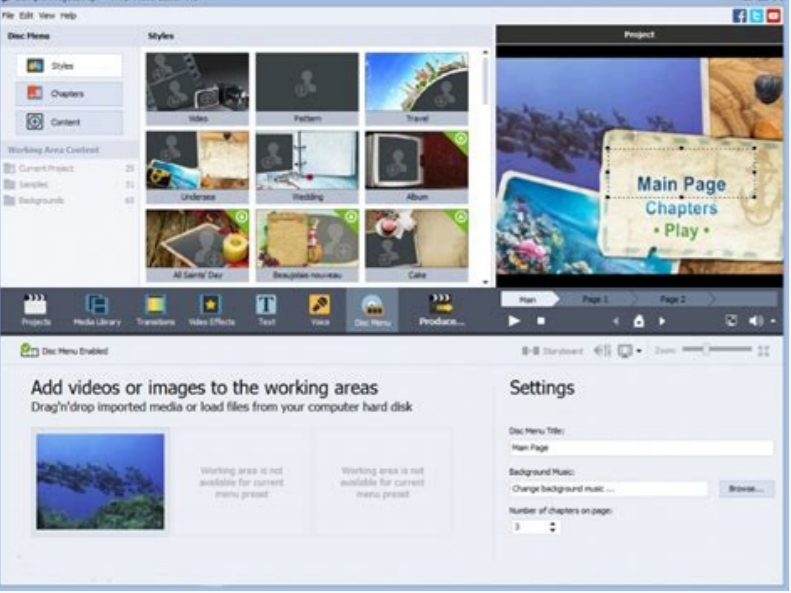 File Edit View Help
Disc Menu
Styles
Project
Styles
Chapters
Content
Video
Pattern
Travel
Working Area Content
Current Project 25
Samples 31
Backgrounds
Undersea
Wedding
Album
All Saints' Day
Beaujolais nouveau
Cake
Main Page
Chapters
• Play •
Main
Page 1
Page 2
Projects
Media Library
Transitions
Video Effects
Text
Voice
Disc Menu
Produce...
Disc Menu Enabled
Storyboard
Zoom:
Add videos or images to the working areas
Drag'n'drop imported media or load files from your computer hard disk
Working area is not
available for current
menu preset
Working area is not
available for current
menu preset
Settings
Disc Menu Title:
Main Page
Background Music:
Change background music ...
Browse...
Number of chapters on page:
3